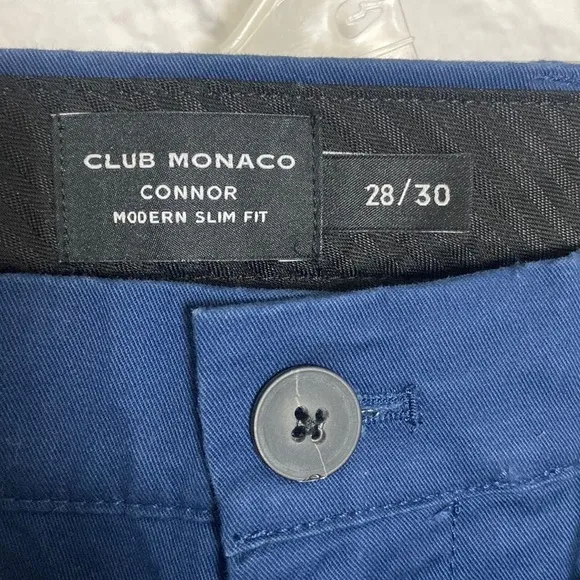 CLUB MONACO
CONNOR
MODERN SLIM FIT
28/30